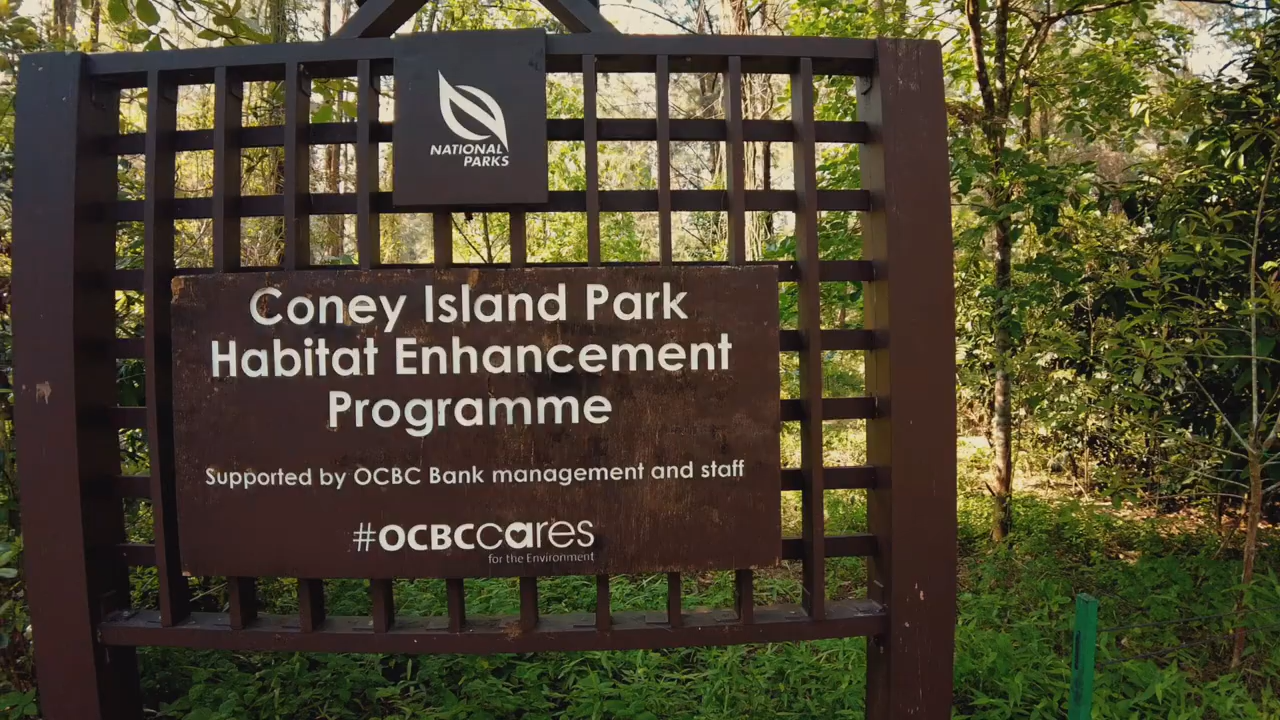 NATIONAL
PARKS
Coney Island Park
Habitat Enhancement
Programme
Supported by OCBC Bank management and staff
#OCBCcares
for the Environment